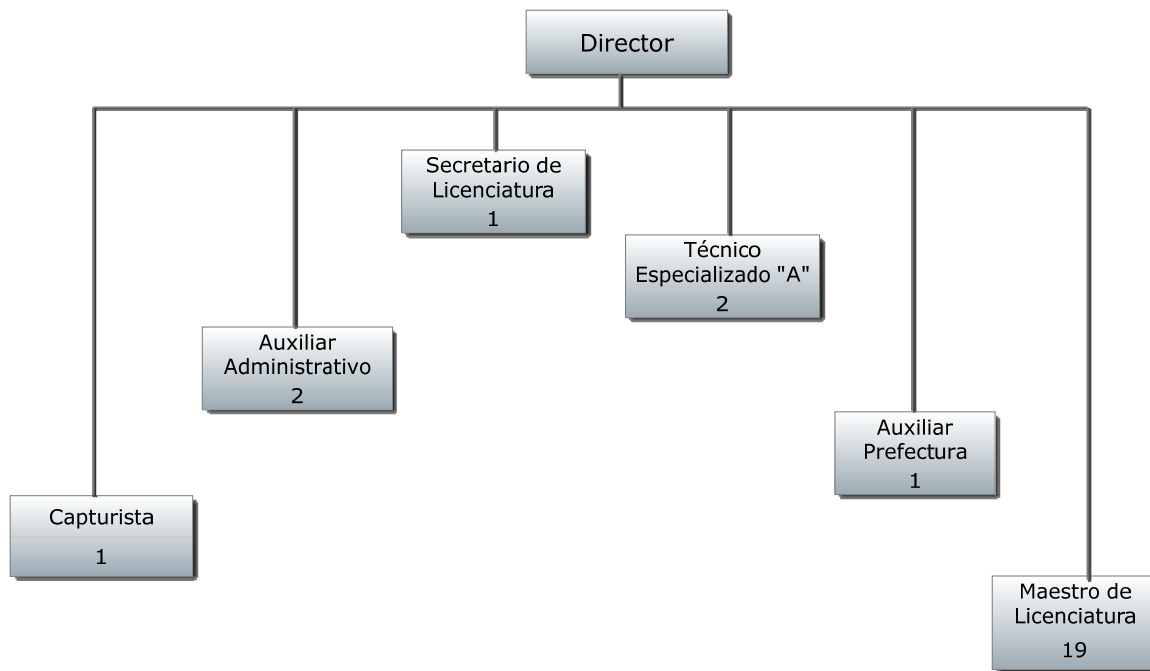 Director
Secretario de
Licenciatura
1
Técnico
Especializado "A"
2
Auxiliar
Administrativo
2
Auxiliar
Prefectura
1
Capturista
1
Maestro de
Licenciatura
19